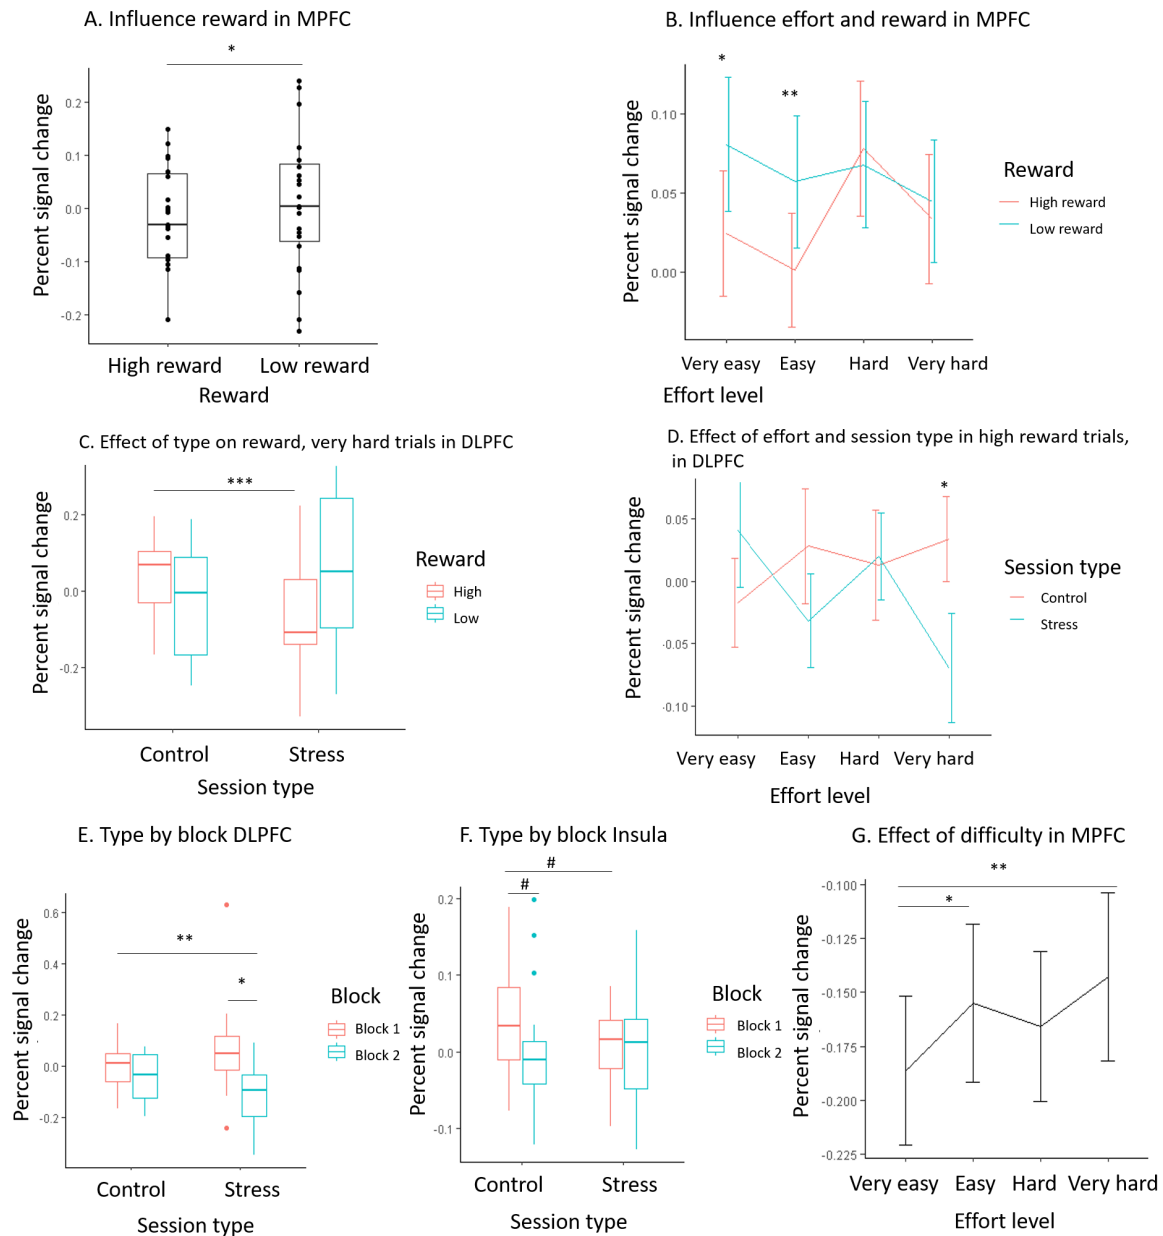 A. Influence reward in MPFC
*
Percent signal change
0.2
0.1
0.0
-0.1
-0.2
High reward Low reward
Reward
B. Influence effort and reward in MPFC
*
**
Percent signal change
0.10
0.05
0.00
Very easy Easy Hard Very hard
Effort level
Reward
High reward
Low reward
C. Effect of type on reward, very hard trials in DLPFC
***
Percent signal change
0.2
0.0
-0.2
Control Stress
Session type
Reward
High
Low
D. Effect of effort and session type in high reward trials,
in DLPFC
*
Percent signal change
0.05
0.00
-0.05
-0.10
Very easy Easy Hard Very hard
Effort level
Session type
Control
Stress
E. Type by block DLPFC
**
*
Percent signal change
0.6
0.4
0.2
0.0
-0.2
Control Stress
Session type
Block
Block 1
Block 2
F. Type by block Insula
#
#
Percent signal change
0.2
0.1
0.0
-0.1
Control Stress
Session type
Block
Block 1
Block 2
G. Effect of difficulty in MPFC
**
*
Percent signal change
-0.100
-0.125
-0.150
-0.175
-0.200
-0.225
Very easy Easy Hard Very hard
Effort level